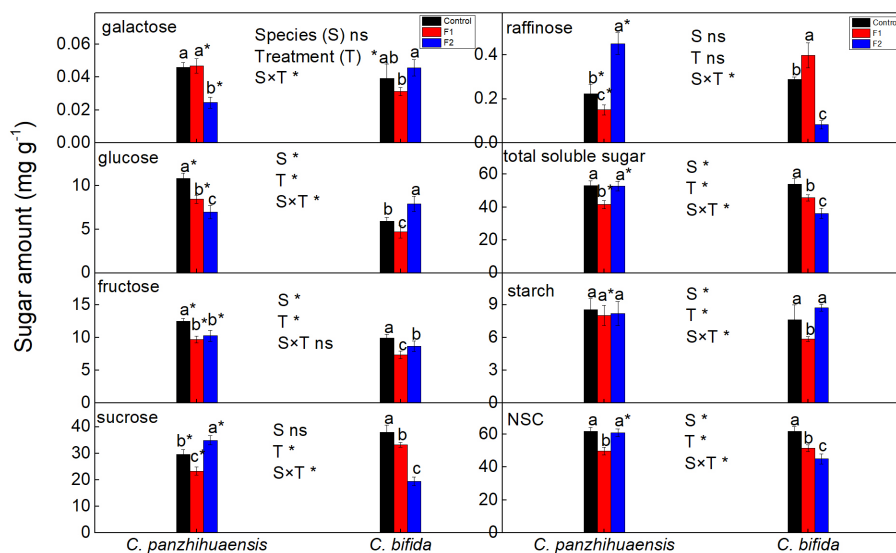 Sugar amount (mg g⁻¹)
galactose
Species (S) ns
Treatment (T) *
S×T *
Control
F1
F2
0.06
0.04
0.02
0.00
a a* b*
ab b a
raffinose
S ns
T ns
S×T *
Control
F1
F2
0.4
0.2
0.0
b* c* a*
b a c
glucose
S *
T *
S×T *
10
5
0
a* b* c
b c a
total soluble sugar
S *
T *
S×T *
60
40
20
0
a b* a*
a b c
fructose
S *
T *
S×T ns
15
10
5
0
a* b* b*
a c b
starch
S *
T *
S×T *
9
6
3
0
a a* a
a b a
sucrose
S ns
T *
S×T *
40
30
20
10
0
b* c* a*
a b c
NSC
S *
T *
S×T *
60
40
20
0
a b a*
a b c
C. panzhihuaensis C. bifida
C. panzhihuaensis C. bifida